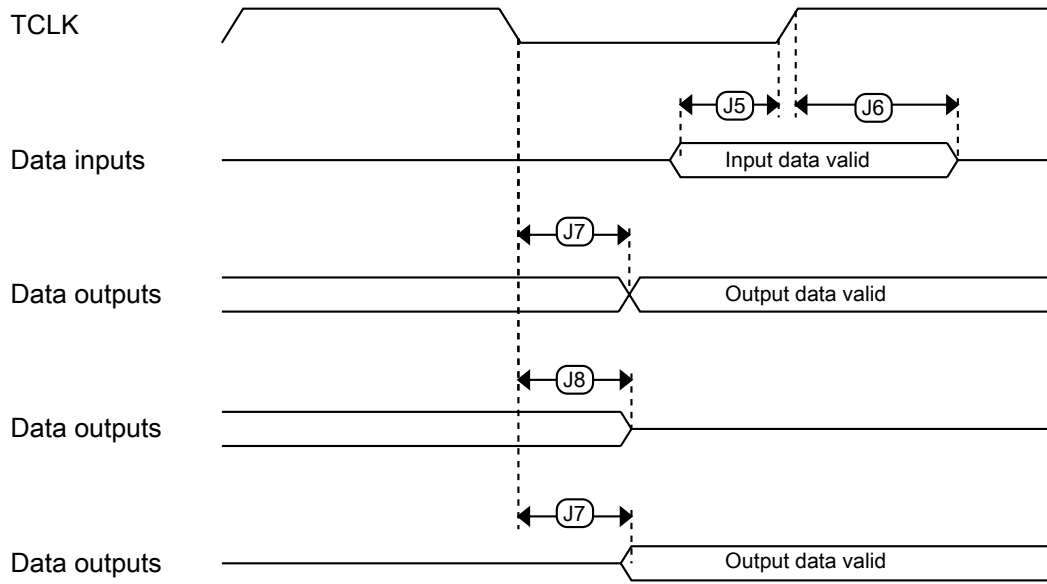 TCLK
J5
J6
Data inputs
Input data valid
J7
Data outputs
Output data valid
J8
Data outputs
J7
Data outputs
Output data valid